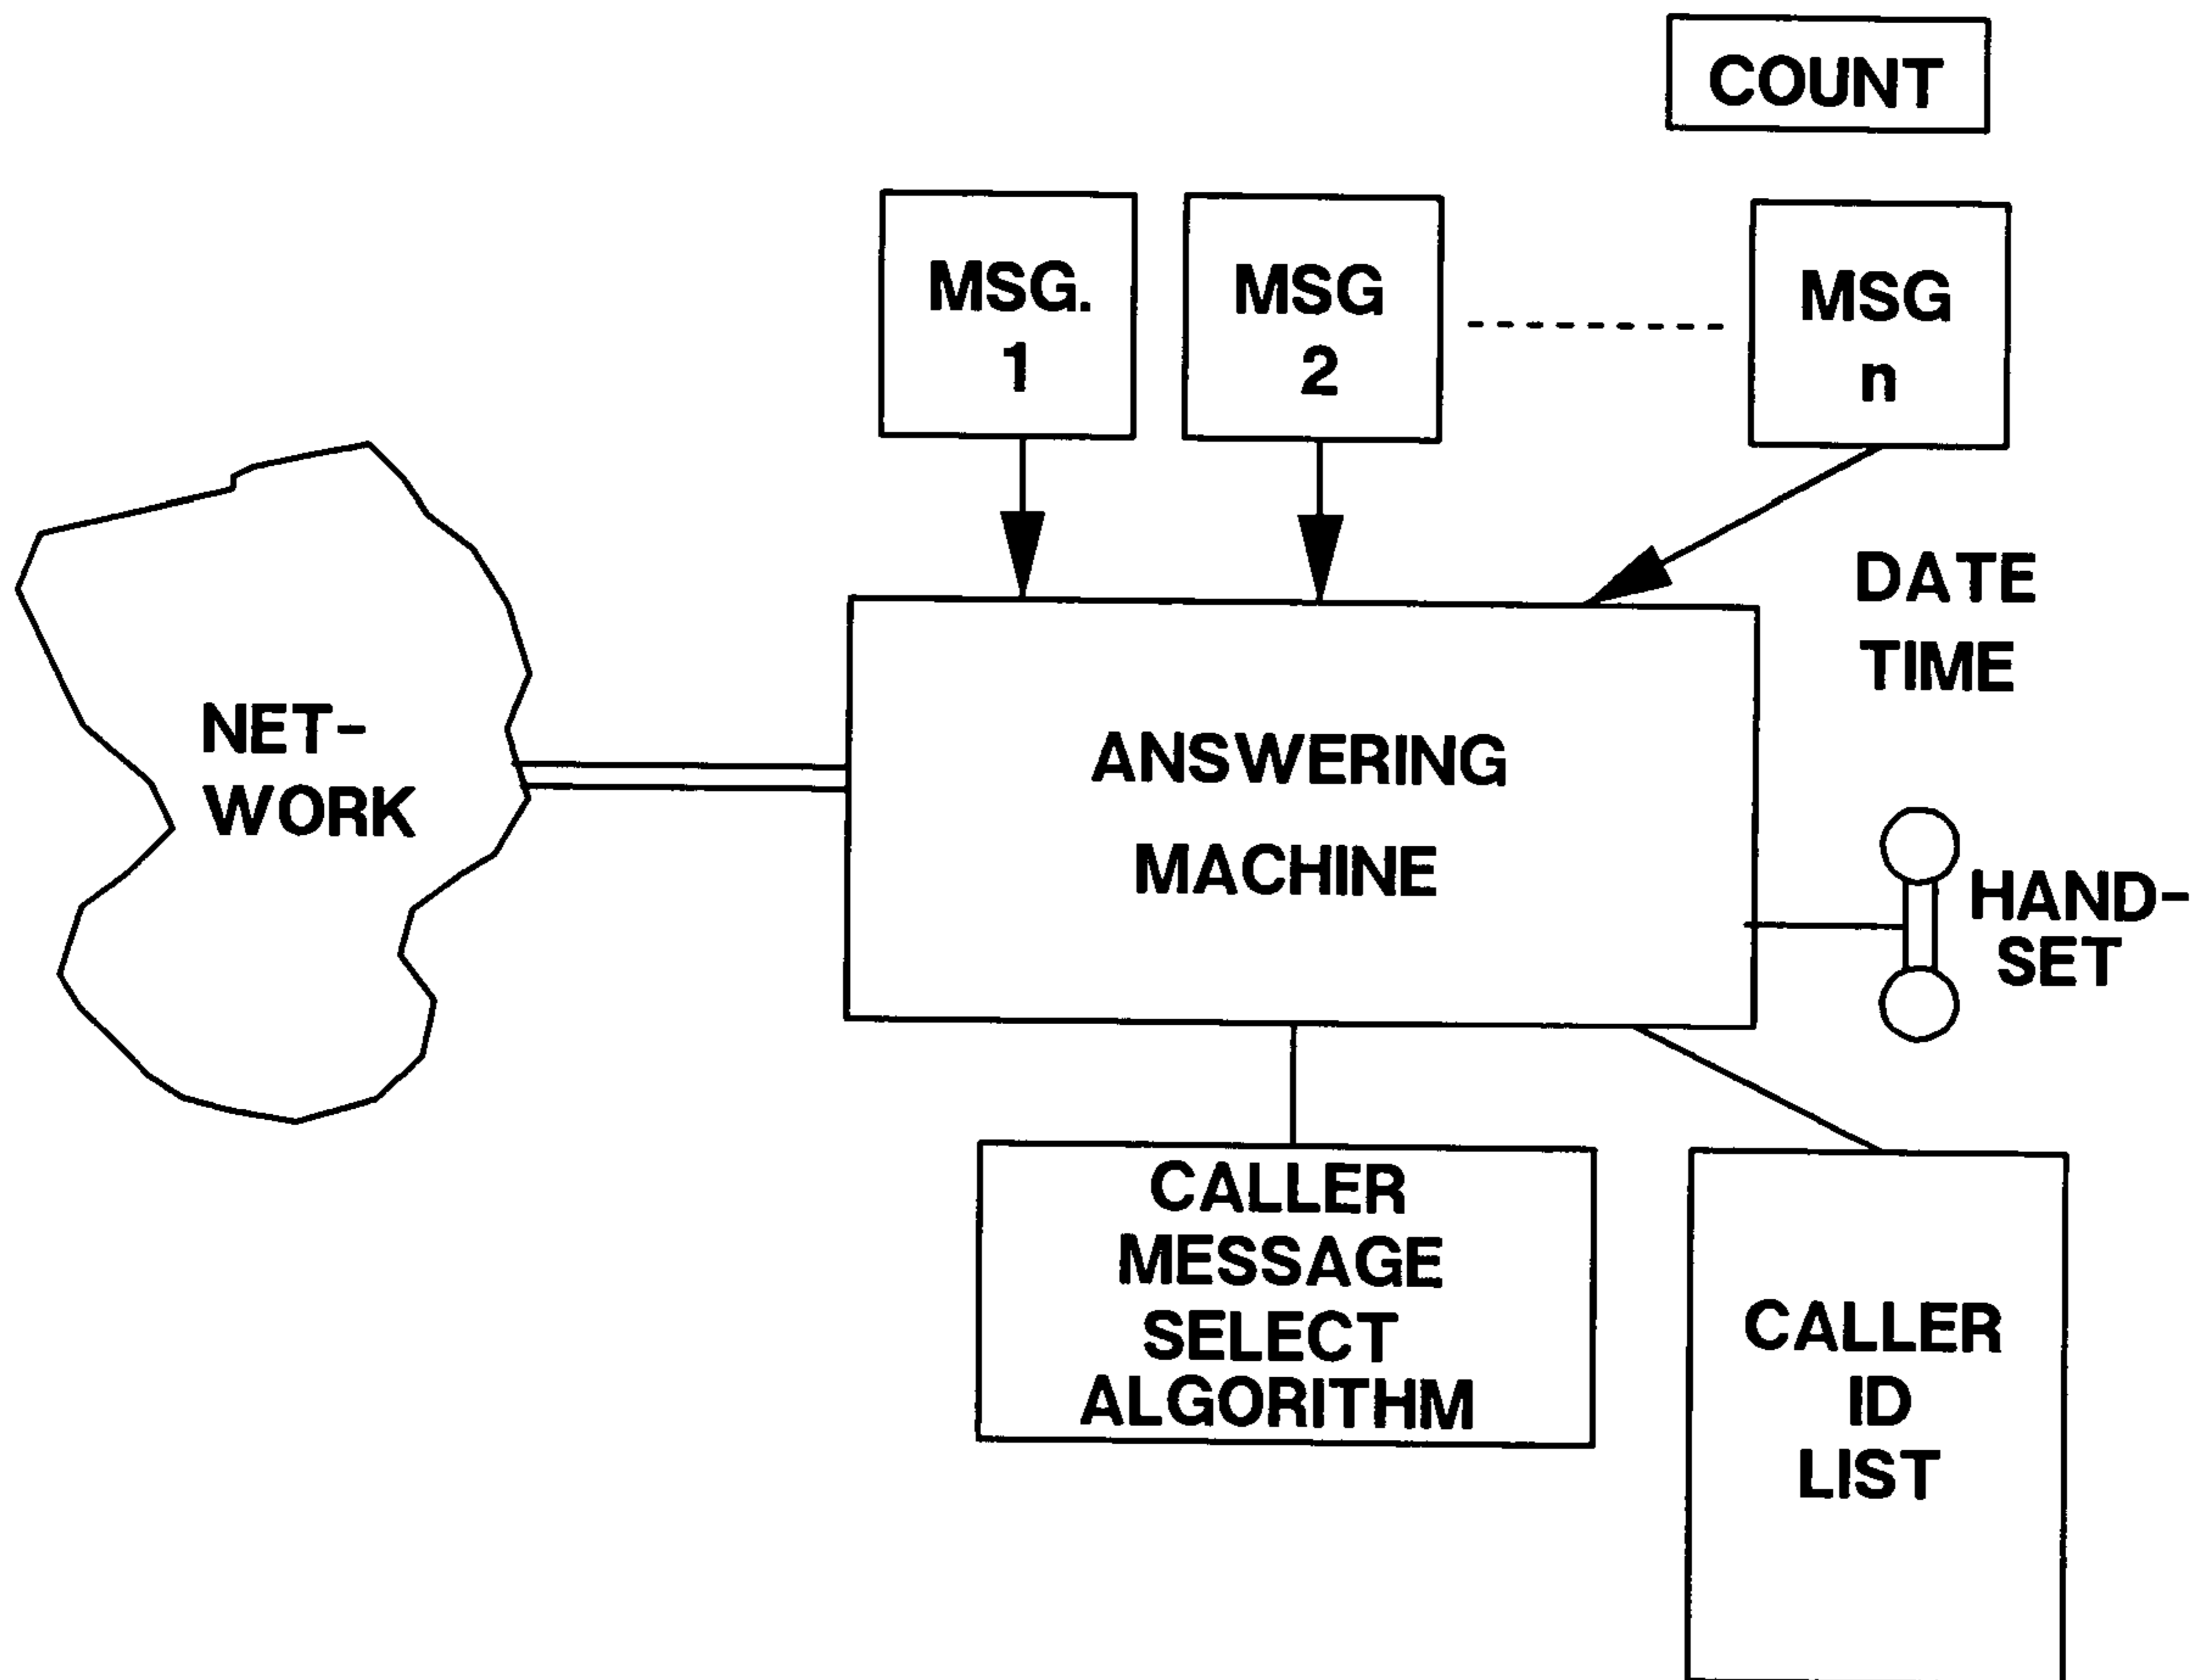 COUNT
MSG.
1
MSG
2
MSG
n
DATE
TIME
NET-
WORK
ANSWERING
MACHINE
HAND-
SET
CALLER
MESSAGE
SELECT
ALGORITHM
CALLER
ID
LIST